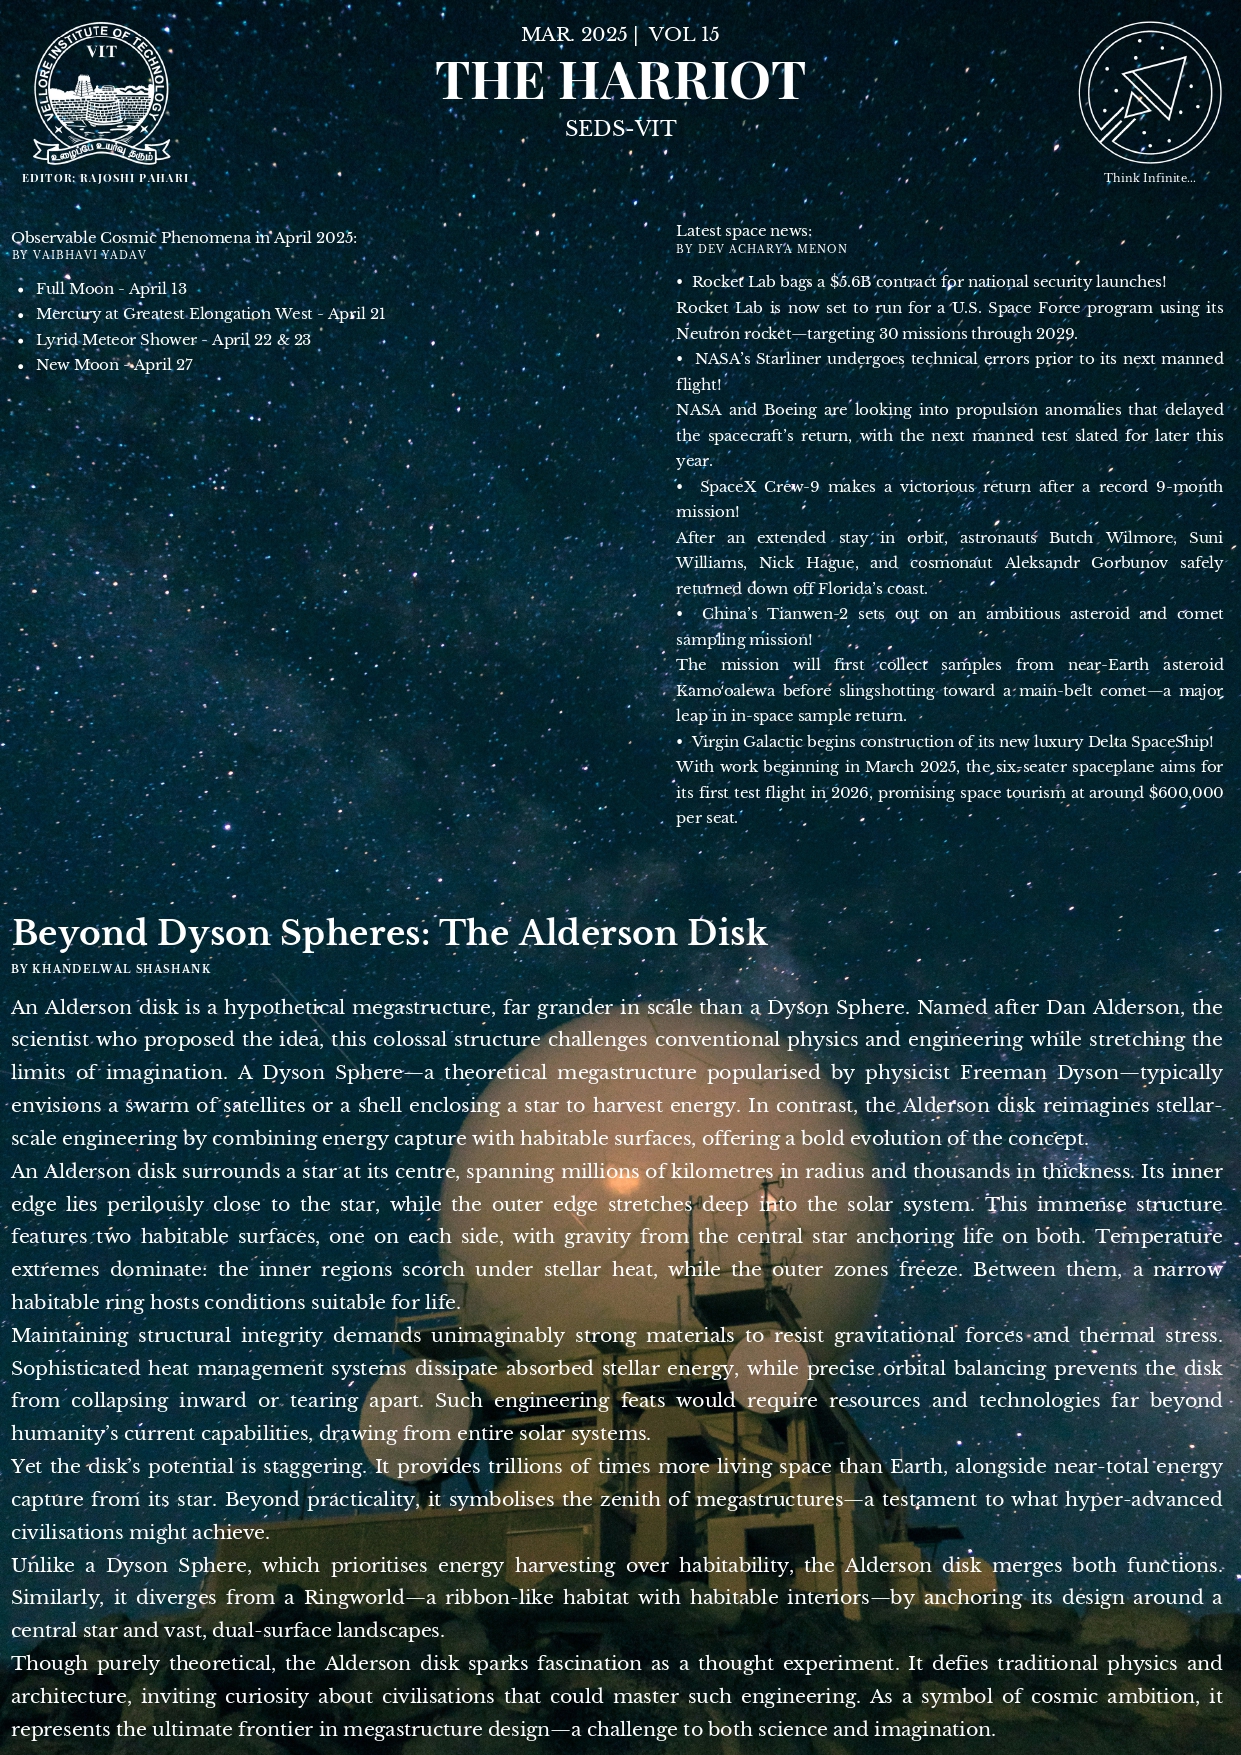 MAR. 2025 | VOL 15
THE HARRIOT
SEDS-VIT
VELLORE INSTITUTE OF TECHNOLOGY
VIT
உழைப்பே உயர்வு தரும்
EDITOR: RAJOSHI PAHARI
Think Infinite...
Observable Cosmic Phenomena in April 2025:
BY VAIBHAVI YADAV
• Full Moon - April 13
• Mercury at Greatest Elongation West - April 21
• Lyrid Meteor Shower - April 22 & 23
• New Moon - April 27
Latest space news:
BY DEV ACHARYA MENON
• Rocket Lab bags a $5.6B contract for national security launches!
Rocket Lab is now set to run for a U.S. Space Force program using its
Neutron rocket—targeting 30 missions through 2029.
• NASA's Starliner undergoes technical errors prior to its next manned
flight!
NASA and Boeing are looking into propulsion anomalies that delayed
the spacecraft's return, with the next manned test slated for later this
year.
• SpaceX Crew-9 makes a victorious return after a record 9-month
mission!
After an extended stay in orbit, astronauts Butch Wilmore, Suni
Williams, Nick Hague, and cosmonaut Aleksandr Gorbunov safely
returned down off Florida's coast.
• China's Tianwen-2 sets out on an ambitious asteroid and comet
sampling mission!
The mission will first collect samples from near-Earth asteroid
Kamoʻoalewa before slingshotting toward a main-belt comet—a major
leap in in-space sample return.
• Virgin Galactic begins construction of its new luxury Delta SpaceShip!
With work beginning in March 2025, the six-seater spaceplane aims for
its first test flight in 2026, promising space tourism at around $600,000
per seat.
Beyond Dyson Spheres: The Alderson Disk
BY KHANDELWAL SHASHANK
An Alderson disk is a hypothetical megastructure, far grander in scale than a Dyson Sphere. Named after Dan Alderson, the
scientist who proposed the idea, this colossal structure challenges conventional physics and engineering while stretching the
limits of imagination. A Dyson Sphere—a theoretical megastructure popularised by physicist Freeman Dyson—typically
envisions a swarm of satellites or a shell enclosing a star to harvest energy. In contrast, the Alderson disk reimagines stellar-
scale engineering by combining energy capture with habitable surfaces, offering a bold evolution of the concept.
An Alderson disk surrounds a star at its centre, spanning millions of kilometres in radius and thousands in thickness. Its inner
edge lies perilously close to the star, while the outer edge stretches deep into the solar system. This immense structure
features two habitable surfaces, one on each side, with gravity from the central star anchoring life on both. Temperature
extremes dominate: the inner regions scorch under stellar heat, while the outer zones freeze. Between them, a narrow
habitable ring hosts conditions suitable for life.
Maintaining structural integrity demands unimaginably strong materials to resist gravitational forces and thermal stress.
Sophisticated heat management systems dissipate absorbed stellar energy, while precise orbital balancing prevents the disk
from collapsing inward or tearing apart. Such engineering feats would require resources and technologies far beyond
humanity's current capabilities, drawing from entire solar systems.
Yet the disk's potential is staggering. It provides trillions of times more living space than Earth, alongside near-total energy
capture from its star. Beyond practicality, it symbolises the zenith of megastructures—a testament to what hyper-advanced
civilisations might achieve.
Unlike a Dyson Sphere, which prioritises energy harvesting over habitability, the Alderson disk merges both functions.
Similarly, it diverges from a Ringworld—a ribbon-like habitat with habitable interiors—by anchoring its design around a
central star and vast, dual-surface landscapes.
Though purely theoretical, the Alderson disk sparks fascination as a thought experiment. It defies traditional physics and
architecture, inviting curiosity about civilisations that could master such engineering. As a symbol of cosmic ambition, it
represents the ultimate frontier in megastructure design—a challenge to both science and imagination.